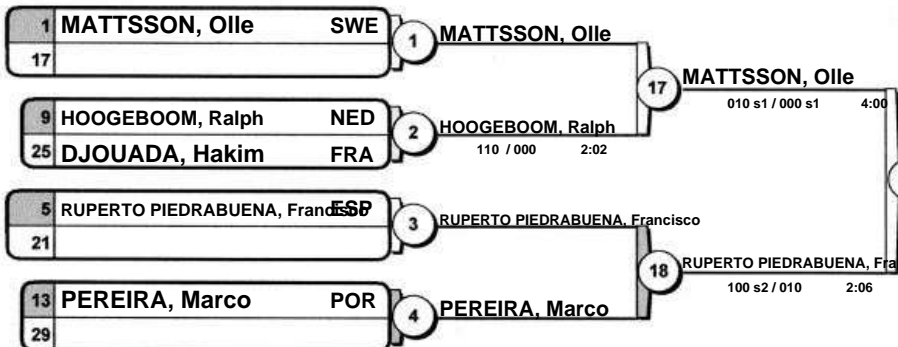 1 MATTSSON, Olle SWE
17
1 MATTSSON, Olle
9 HOOGEBOOM, Ralph NED
25 DJOUADA, Hakim FRA
2 HOOGEBOOM, Ralph
110 /000 2:02
17 MATTSSON, Olle
010 s1 / 000 s1 4:00
5 RUPERTO PIEDRABUENA, Francisco ESP
21
3 RUPERTO PIEDRABUENA, Francisco
13 PEREIRA, Marco POR
29
4 PEREIRA, Marco
18 RUPERTO PIEDRABUENA, Fra
100 s2 / 010 2:06